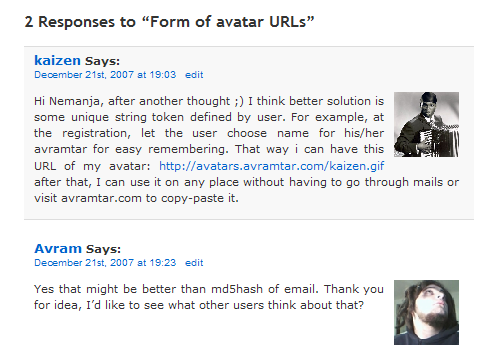 2 Responses to “Form of avatar URLs”
kaizen Says:
December 21st, 2007 at 19:03 edit
Hi Nemanja, after another thought ;) I think better solution is
some unique string token defined by user. For example, at
the registration, let the user choose name for his/her
avramtar for easy remembering. That way i can have this
URL of my avatar: http://avatars.avramtar.com/kaizen.gif
after that, I can use it on any place without having to go through mails or
visit avramtar.com to copy-paste it.
Avram Says:
December 21st, 2007 at 19:23 edit
Yes that might be better than md5hash of email. Thank you
for idea, I’d like to see what other users think about that?